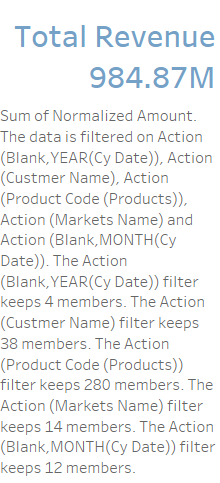 Total Revenue
984.87M
Sum of Normalized Amount.
The data is filtered on Action
(Blank,YEAR(Cy Date)), Action
(Custmer Name), Action
(Product Code (Products)),
Action (Markets Name) and
Action (Blank,MONTH(Cy
Date)). The Action
(Blank,YEAR(Cy Date)) filter
keeps 4 members. The Action
(Custmer Name) filter keeps
38 members. The Action
(Product Code (Products))
filter keeps 280 members. The
Action (Markets Name) filter
keeps 14 members. The Action
(Blank,MONTH(Cy Date)) filter
keeps 12 members.